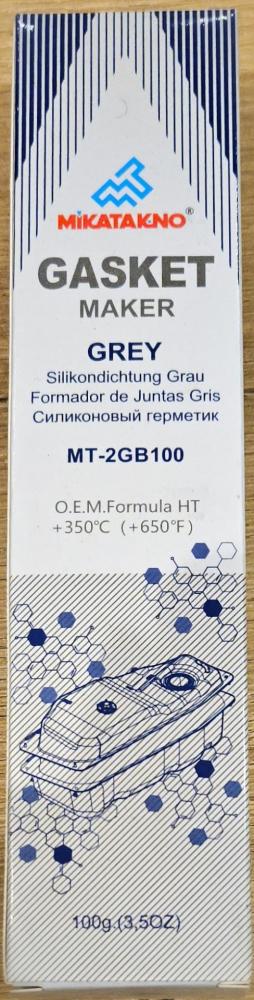 MIKATAKNO®
GASKET
MAKER
GREY
Silikondichtung Grau
Formador de Juntas Gris
Силиконовый герметик
MT-2GB100
O.E.M.Formula HT
+350℃ (+650°F)
100g.(3,5OZ)